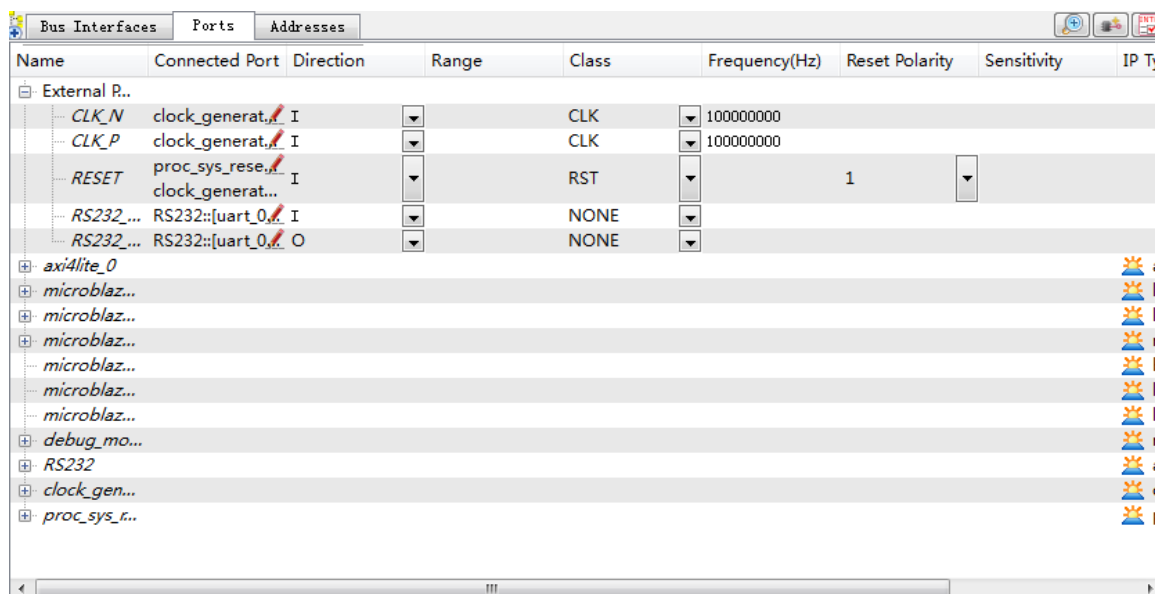 Bus Interfaces Ports Addresses
Name Connected Port Direction Range Class Frequency(Hz) Reset Polarity Sensitivity IP Ty
External P...
CLK_N clock_generat... I CLK 100000000
CLK_P clock_generat... I CLK 100000000
RESET proc_sys_rese... clock_generat... I RST 1
RS232_... RS232::[uart_0... I NONE
RS232_... RS232::[uart_0... O NONE
axi4lite_0
microblaz...
microblaz...
microblaz...
microblaz...
microblaz...
microblaz...
debug_mo...
RS232
clock_gen...
proc_sys_r...